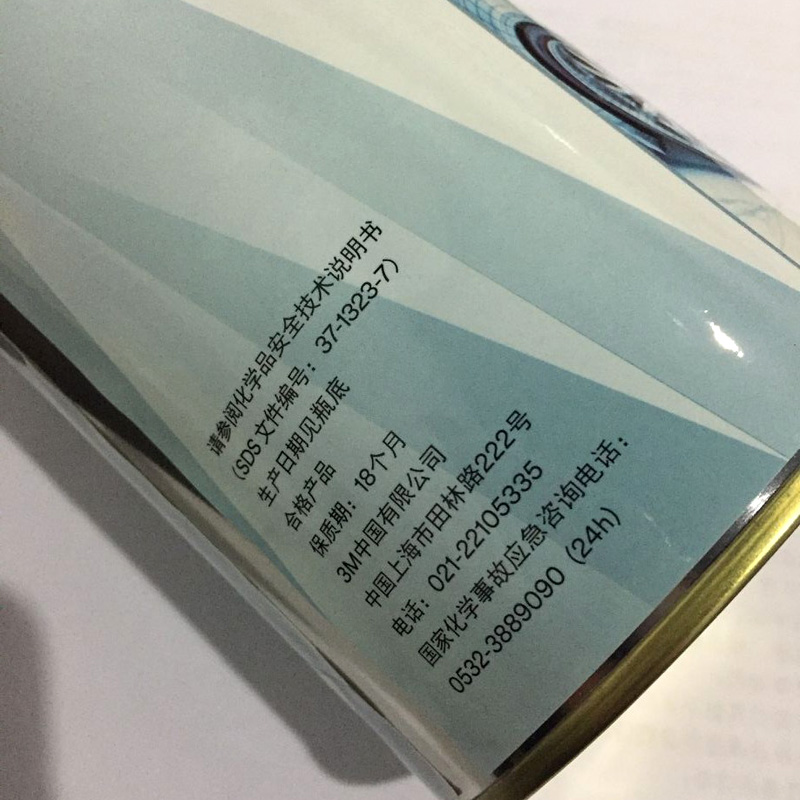 请参阅化学品安全技术说明书
（SDS 文件编号：37-1323-7）
生产日期见瓶底
合格产品
保质期：18个月
3M中国有限公司
中国上海市田林路222号
电话：021-22105335
国家化学事故应急咨询电话：
0532-3889090（24h）